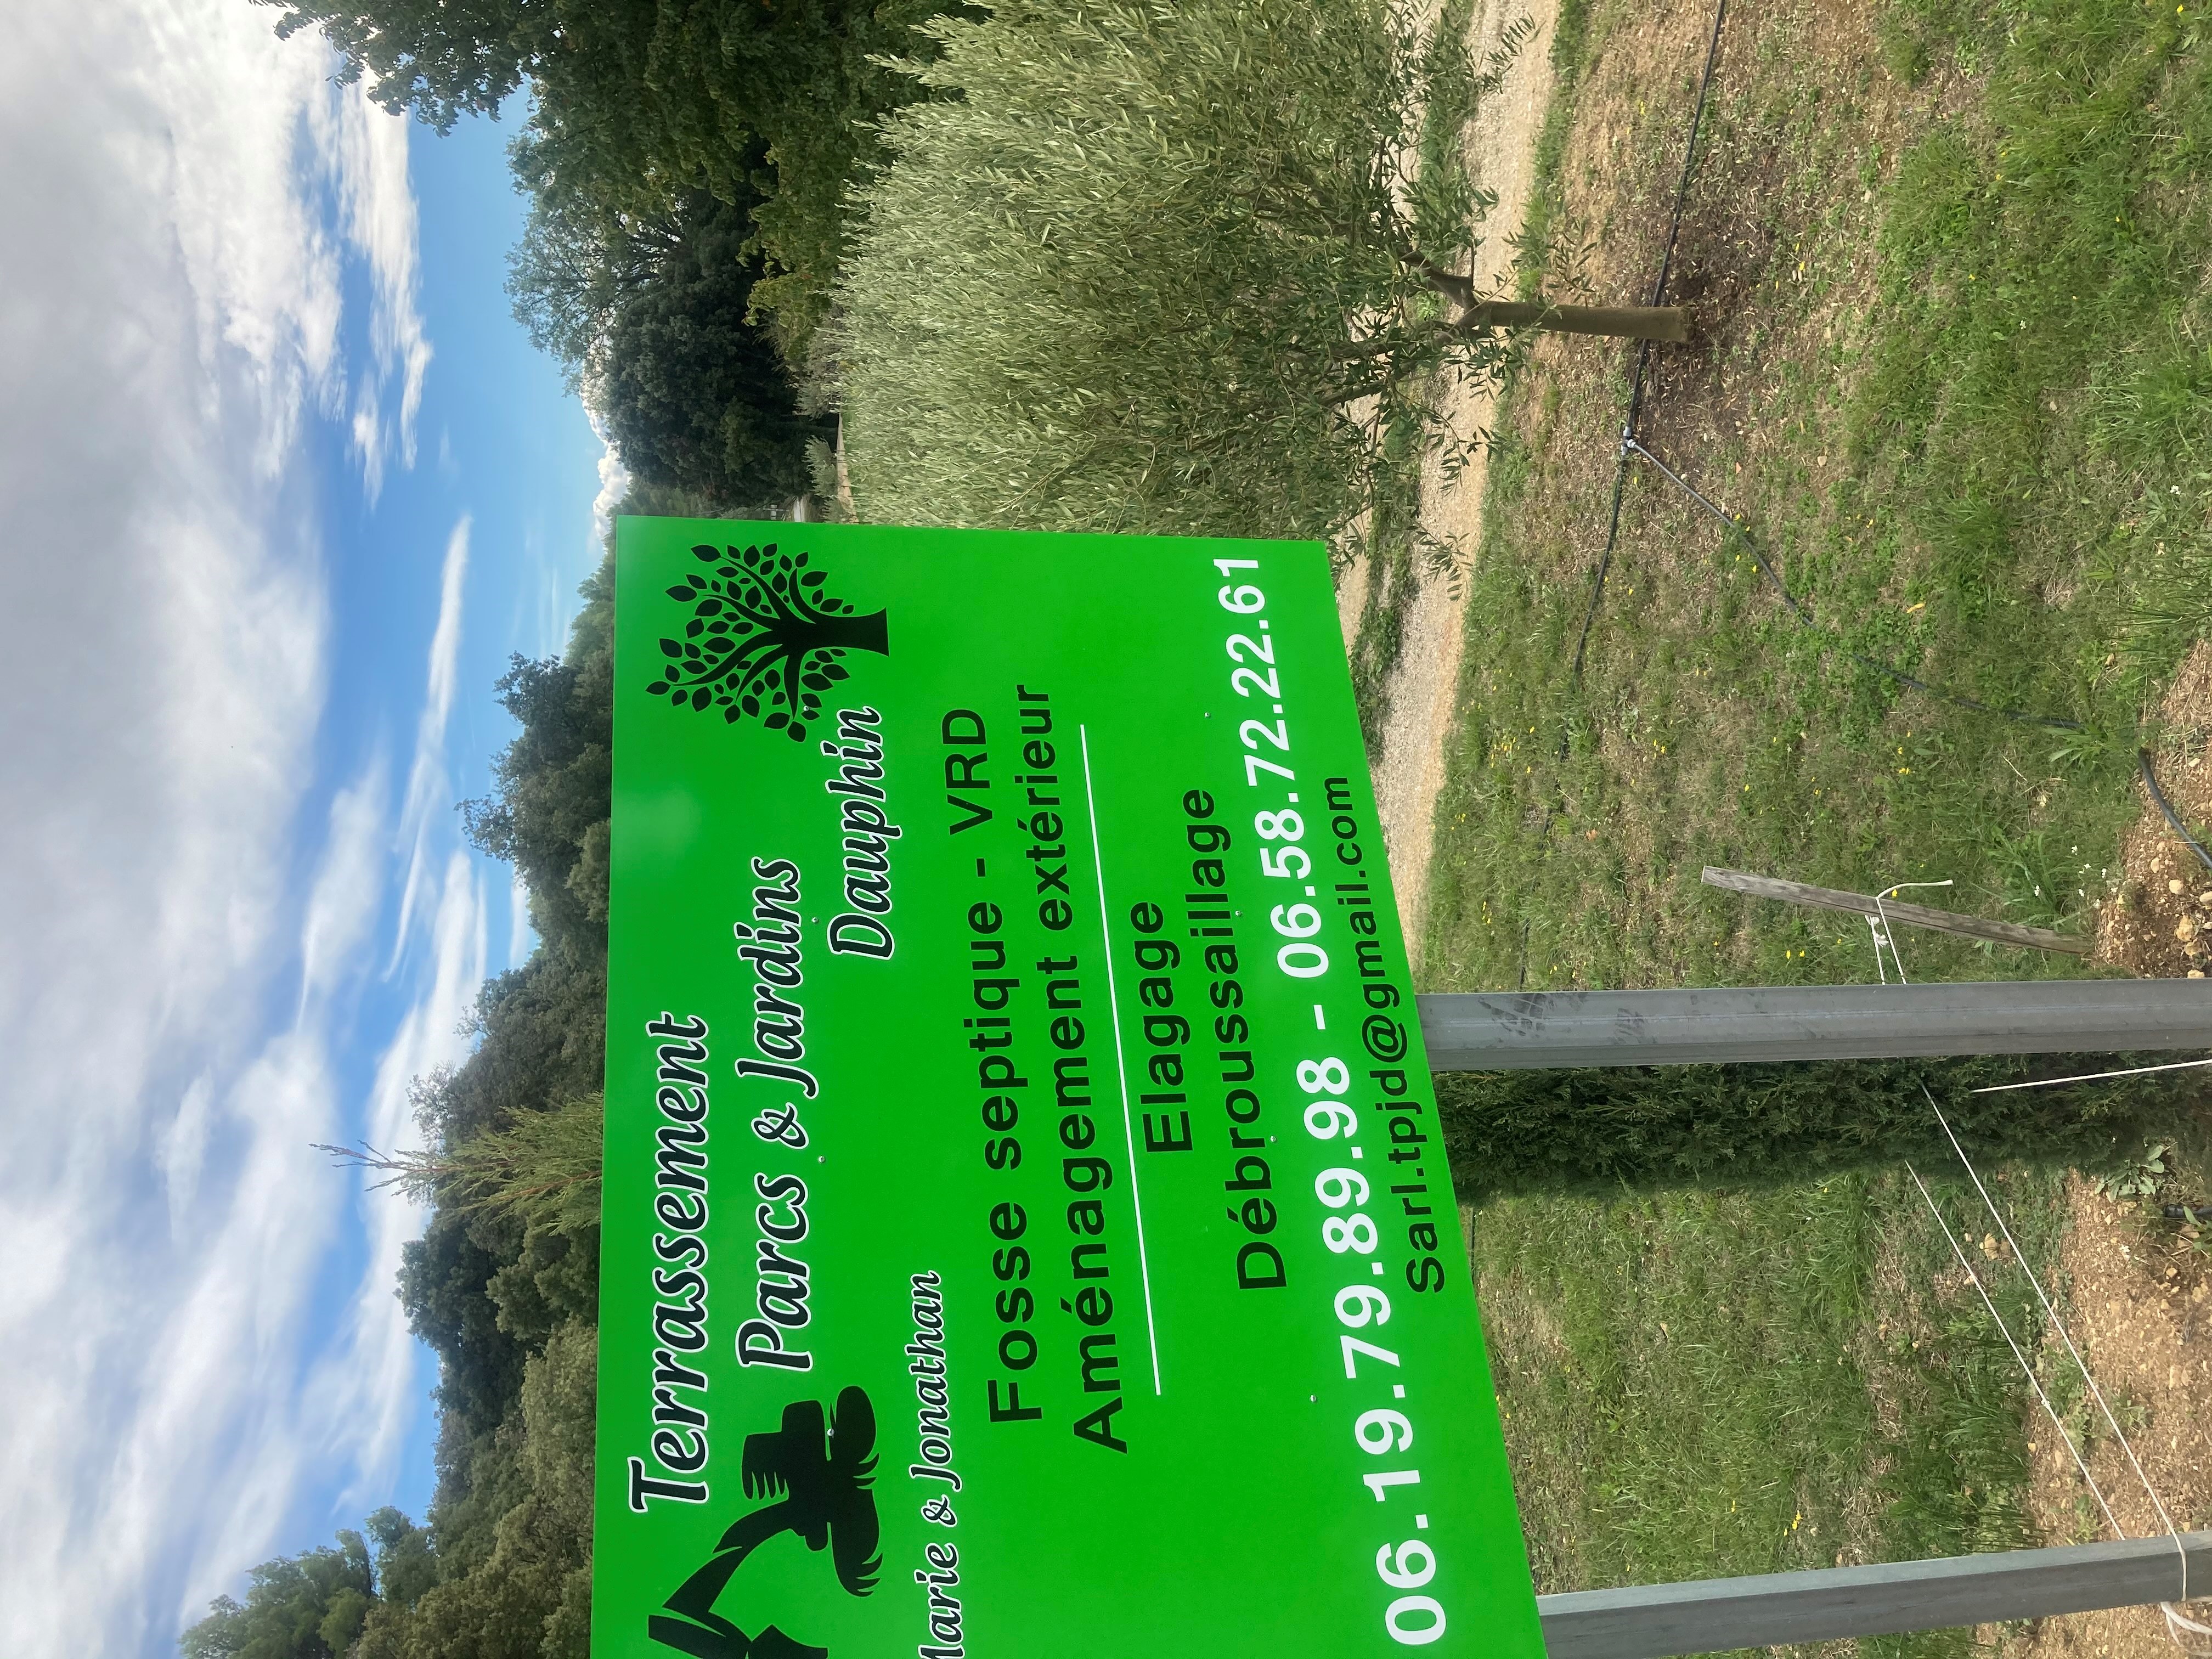 Terrassement
Parcs & Jardins
Dauphin
Marie & Jonathan
Fosse septique - VRD
Aménagement extérieur
Elagage
Débroussaillage
06.19.79.89.98 - 06.58.72.22.61
Sarl.tpjd@gmail.com